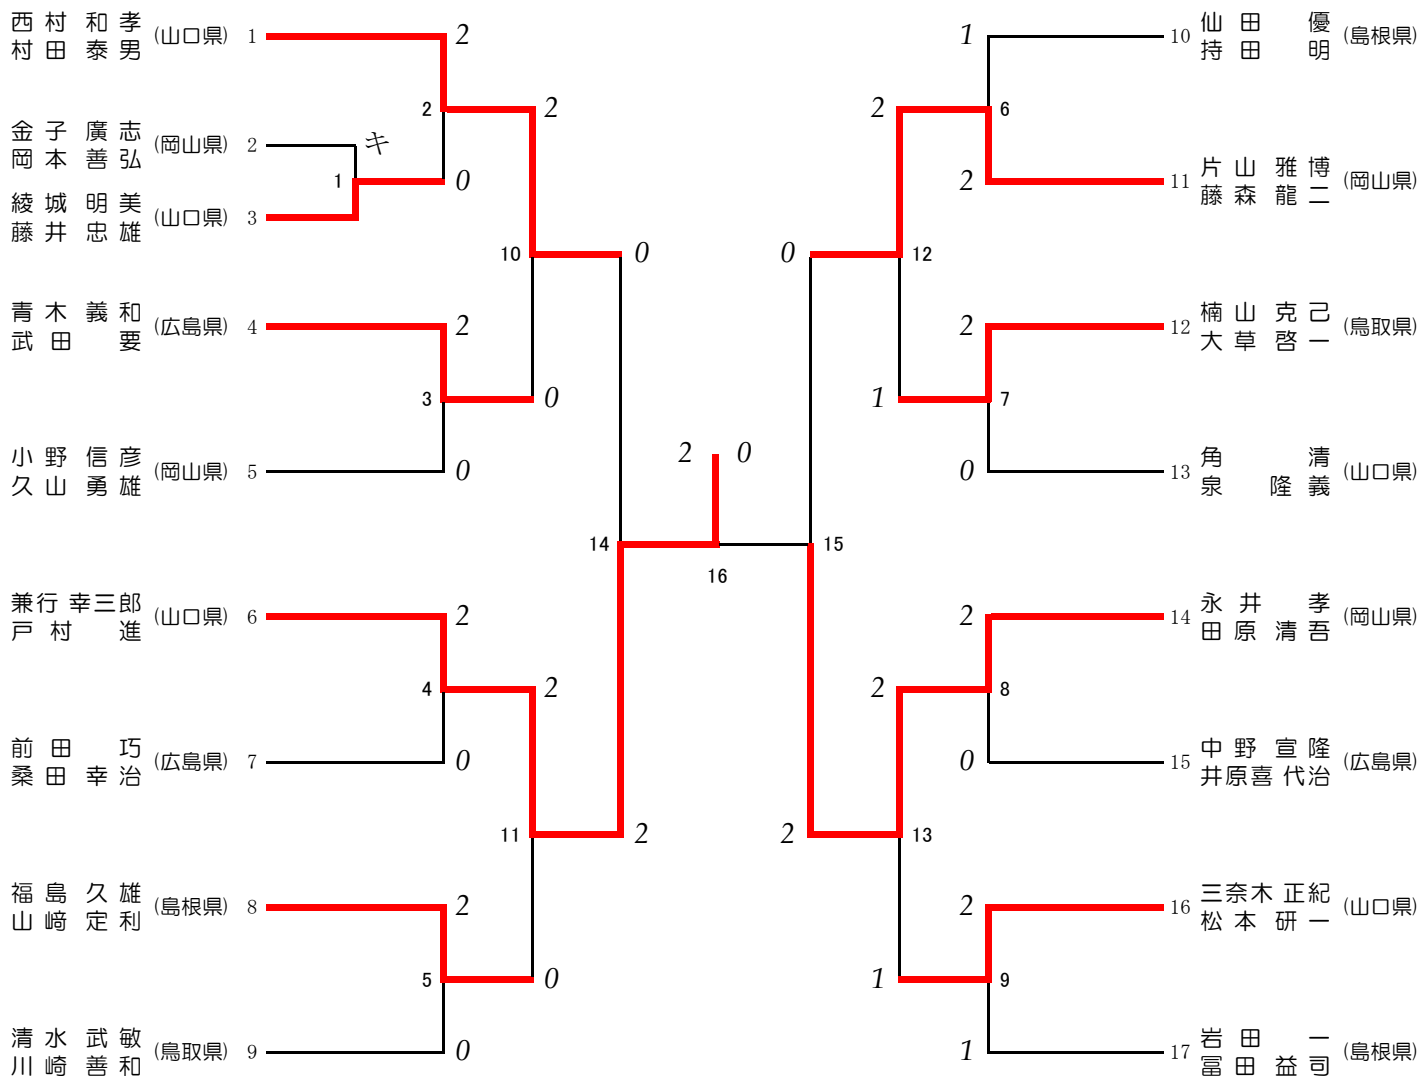 西村 和孝
村田 泰男
(山口県) 1
2
2
2
金子 廣志
岡本 善弘
(岡山県) 2
キ
1
0
綾城 明美
藤井 忠雄
(山口県) 3
10
0
青木 義和
武田 要
(広島県) 4
2
3
0
小野 信彦
久山 勇雄
(岡山県) 5
0
14
兼行 幸三郎
戸村 進
(山口県) 6
2
4
2
前田 巧
桑田 幸治
(広島県) 7
0
11
2
福島 久雄
山﨑 定利
(島根県) 8
2
5
0
清水 武敏
川崎 善和
(鳥取県) 9
0
2 0
16
1
10
仙田 優
持田 明
(島根県)
2
6
2
11
片山 雅博
藤森 龍二
(岡山県)
0
12
2
12
楠山 克己
大草 啓一
(鳥取県)
1
7
0
13
角 清
泉 隆義
(山口県)
15
2
14
永井 孝
田原 清吾
(岡山県)
2
8
0
15
中野 宣隆
井原喜代治
(広島県)
2
13
2
16
三奈木 正紀
松本 研一
(山口県)
1
9
1
17
岩田 一
冨田 益司
(島根県)